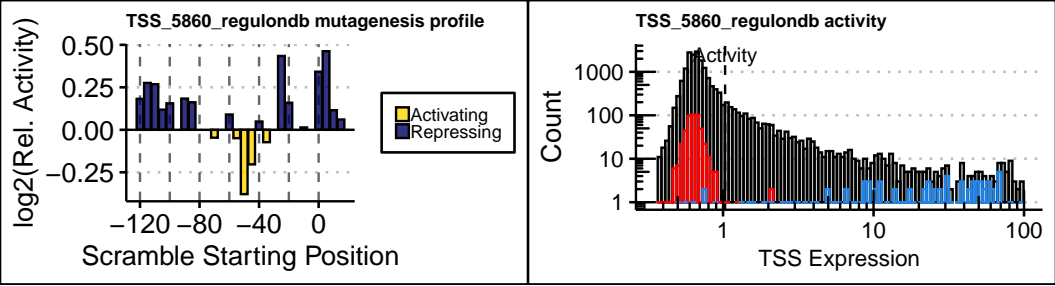 TSS_5860_regulondb mutagenesis profile
log2(Rel. Activity)
0.50
0.25
0.00
−0.25
−120 −80 −40 0
Scramble Starting Position
Activating
Repressing
TSS_5860_regulondb activity
Activity
Count
1000
100
10
1
1 10 100
TSS Expression